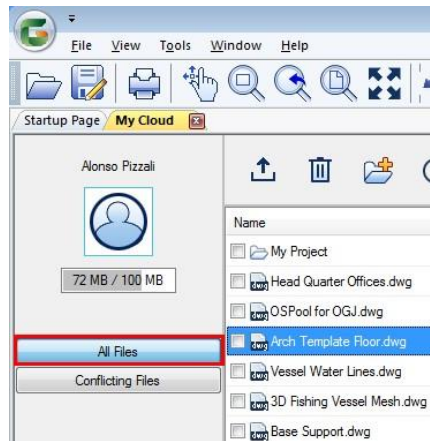 File View Tools Window Help
Startup Page My Cloud
Alonso Pizzali
72 MB / 100 MB
All Files
Conflicting Files
Name
My Project
Head Quarter Offices.dwg
OSPool for OGJ.dwg
Arch Template Floor.dwg
Vessel Water Lines.dwg
3D Fishing Vessel Mesh.dwg
Base Support.dwg